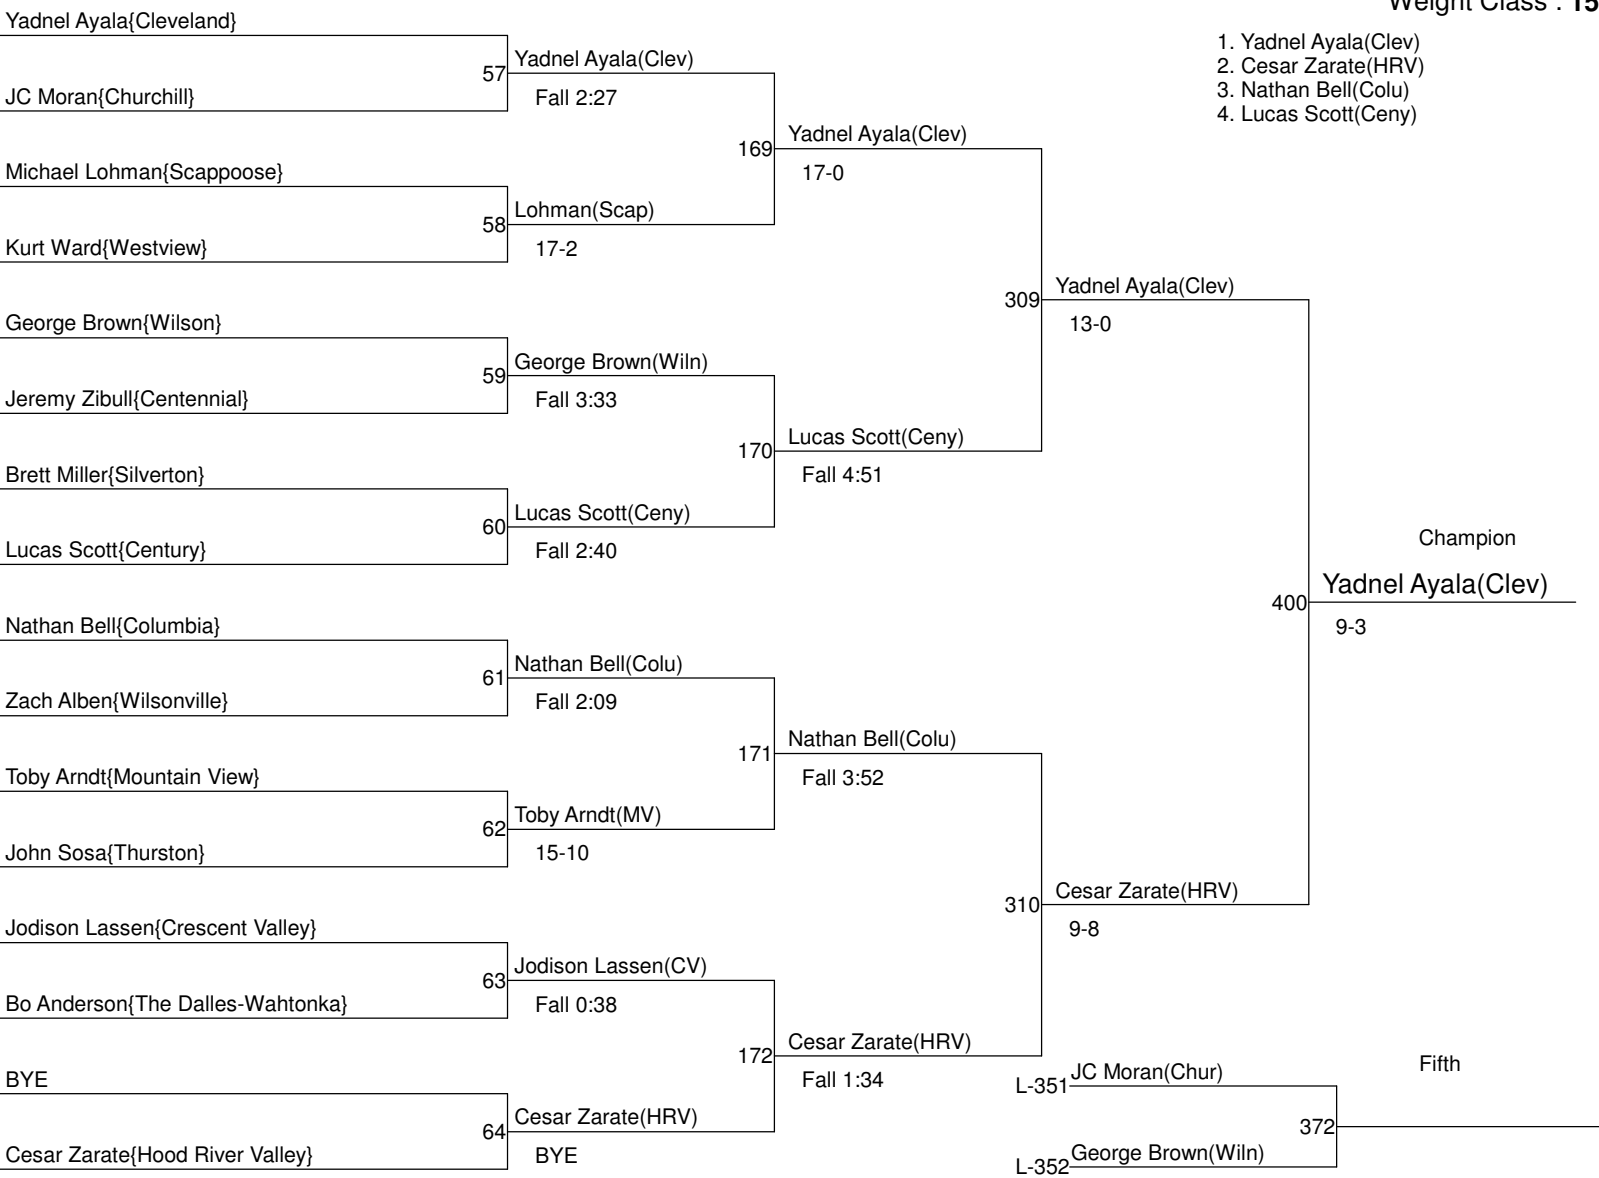 Weight Class : 15
1. Yadnel Ayala(Clev)
2. Cesar Zarate(HRV)
3. Nathan Bell(Colu)
4. Lucas Scott(Ceny)
Yadnel Ayala{Cleveland}
57
Yadnel Ayala(Clev)
Fall 2:27
JC Moran{Churchill}
169
Yadnel Ayala(Clev)
17-0
Michael Lohman{Scappoose}
58
Lohman(Scap)
17-2
Kurt Ward{Westview}
309
Yadnel Ayala(Clev)
13-0
George Brown{Wilson}
59
George Brown(Wiln)
Fall 3:33
Jeremy Zibull{Centennial}
170
Lucas Scott(Ceny)
Fall 4:51
Brett Miller{Silverton}
60
Lucas Scott(Ceny)
Fall 2:40
Lucas Scott{Century}
Champion
400
Yadnel Ayala(Clev)
9-3
Nathan Bell{Columbia}
61
Nathan Bell(Colu)
Fall 2:09
Zach Alben{Wilsonville}
171
Nathan Bell(Colu)
Fall 3:52
Toby Arndt{Mountain View}
62
Toby Arndt(MV)
15-10
John Sosa{Thurston}
310
Cesar Zarate(HRV)
9-8
Jodison Lassen{Crescent Valley}
63
Jodison Lassen(CV)
Fall 0:38
Bo Anderson{The Dalles-Wahtonka}
172
Cesar Zarate(HRV)
Fall 1:34
BYE
64
Cesar Zarate(HRV)
BYE
Cesar Zarate{Hood River Valley}
Fifth
L-351
JC Moran(Chur)
372
L-352
George Brown(Wiln)